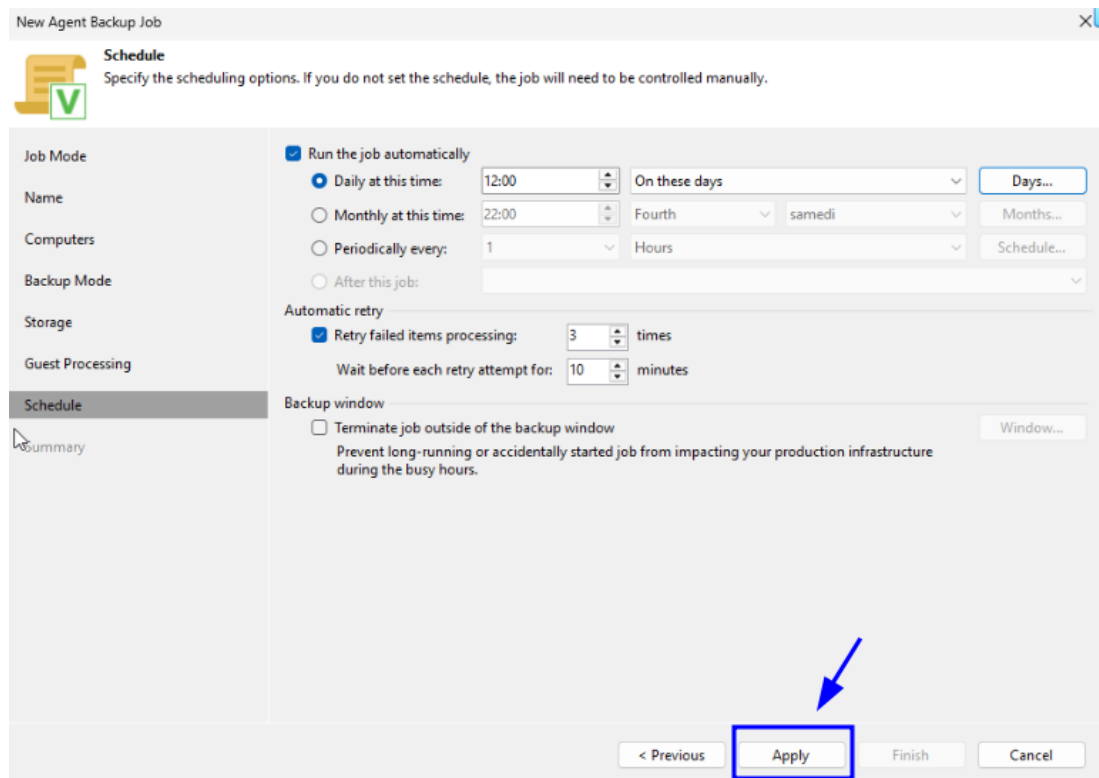 New Agent Backup Job
Schedule
Specify the scheduling options. If you do not set the schedule, the job will need to be controlled manually.
V
Job Mode
Name
Computers
Backup Mode
Storage
Guest Processing
Schedule
Summary
Run the job automatically
Daily at this time: 12:00 On these days Days...
Monthly at this time: 22:00 Fourth samedi Months...
Periodically every: 1 Hours Schedule...
After this job:
Automatic retry
Retry failed items processing: 3 times
Wait before each retry attempt for: 10 minutes
Backup window
Terminate job outside of the backup window Window...
Prevent long-running or accidentally started job from impacting your production infrastructure
during the busy hours.
< Previous Apply Finish Cancel